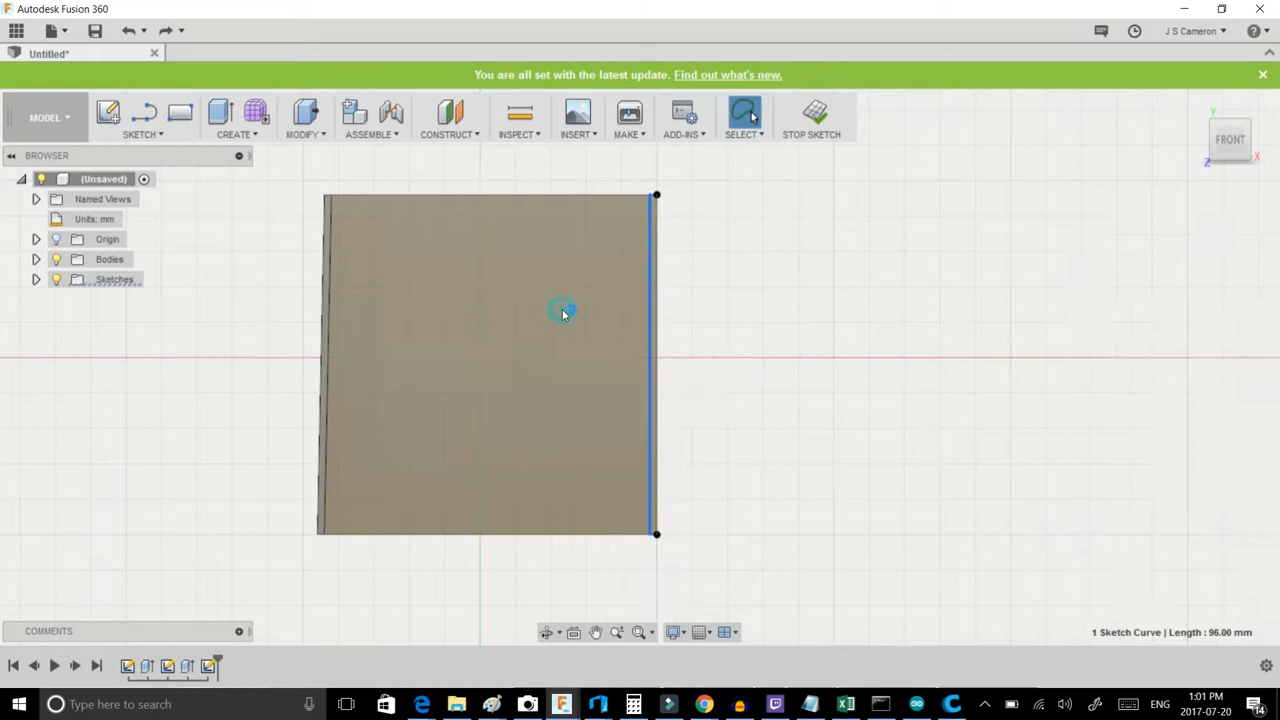 Autodesk Fusion 360
J S Cameron
Untitled*
You are all set with the latest update. Find out what's new.
MODEL
SKETCH
CREATE
MODIFY
ASSEMBLE
CONSTRUCT
INSPECT
INSERT
MAKE
ADD-INS
SELECT
STOP SKETCH
BROWSER
FRONT
Y
X
Z
(Unsaved)
Named Views
Units: mm
Origin
Bodies
Sketches
COMMENTS
1 Sketch Curve | Length : 96.00 mm
Type here to search
ENG
1:01 PM
2017-07-20
14